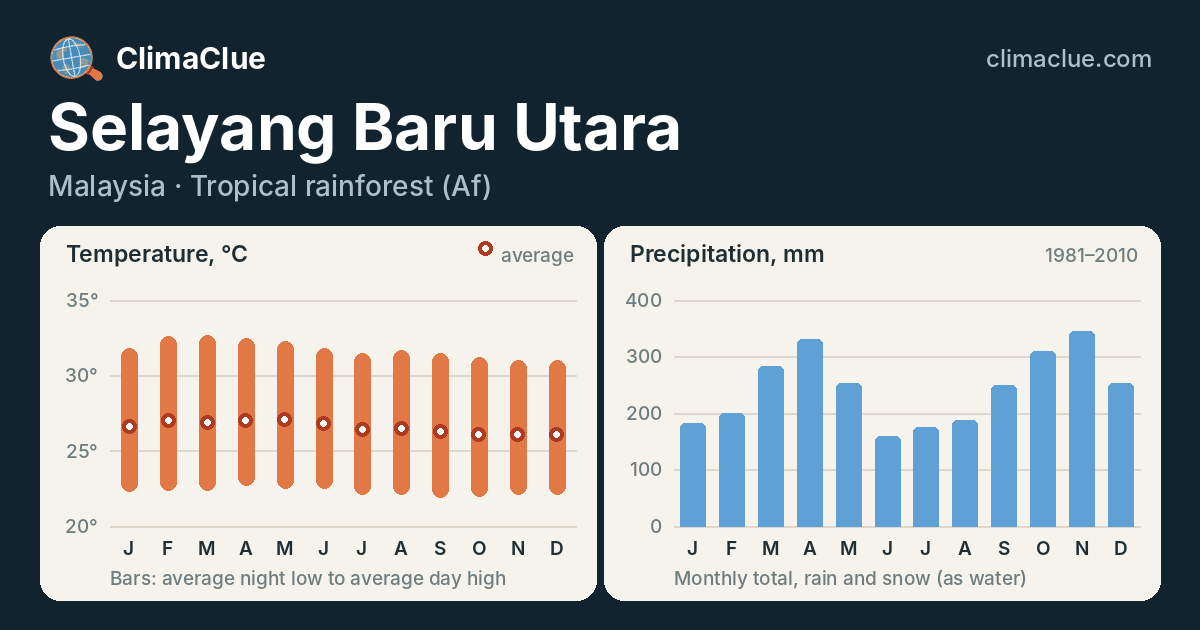 ClimaClue
climaclue.com
Selayang Baru Utara
Malaysia · Tropical rainforest (Af)
Temperature, °C
average
35°
30°
25°
20°
J F M A M J J A S O N D
Bars: average night low to average day high
Precipitation, mm
1981–2010
400
300
200
100
0
J F M A M J J A S O N D
Monthly total, rain and snow (as water)